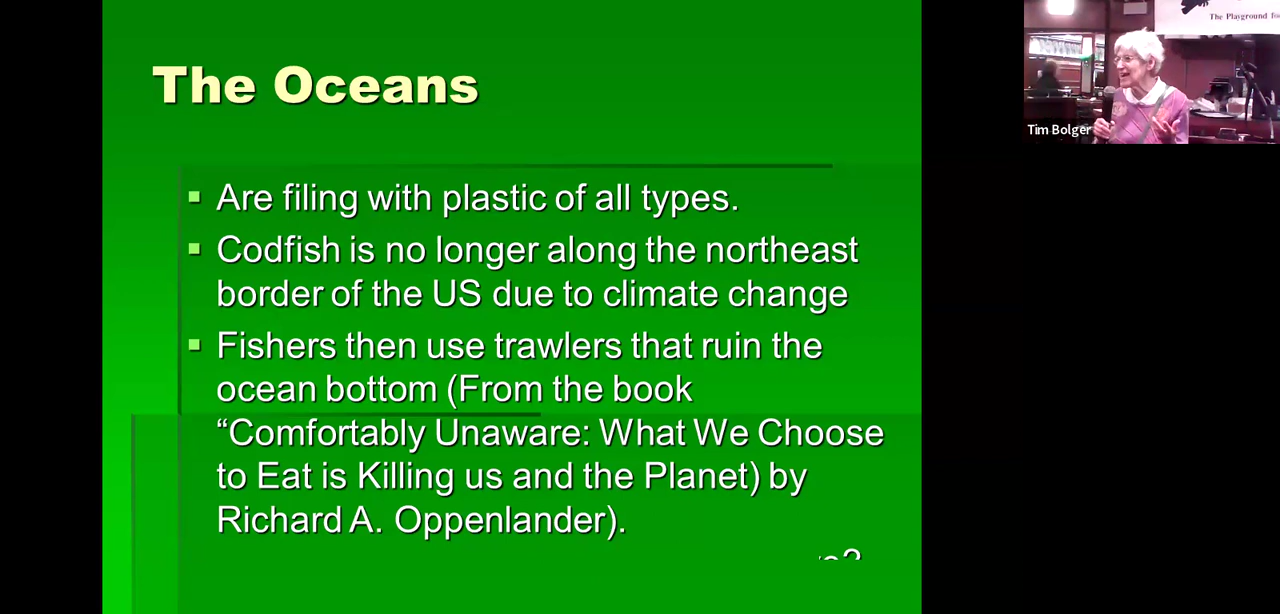 The Oceans
Are filing with plastic of all types.
Codfish is no longer along the northeast
border of the US due to climate change
Fishers then use trawlers that ruin the
ocean bottom (From the book
“Comfortably Unaware: What We Choose
to Eat is Killing us and the Planet) by
Richard A. Oppenlander).
The Playground
Tim Bolger